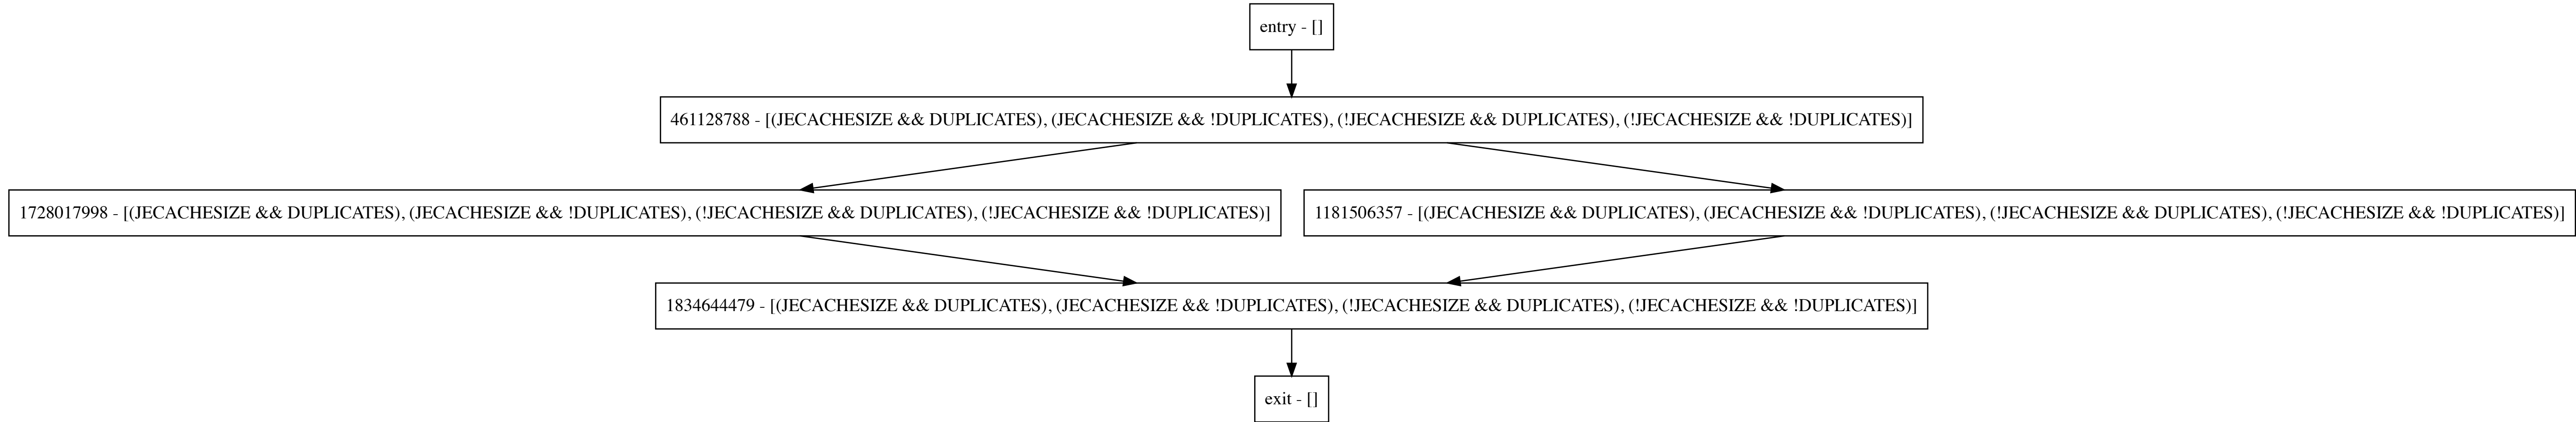 entry - []
461128788 - [(JECACHESIZE && DUPLICATES), (JECACHESIZE && !DUPLICATES), (!JECACHESIZE && DUPLICATES), (!JECACHESIZE && !DUPLICATES)]
1728017998 - [(JECACHESIZE && DUPLICATES), (JECACHESIZE && !DUPLICATES), (!JECACHESIZE && DUPLICATES), (!JECACHESIZE && !DUPLICATES)]
1181506357 - [(JECACHESIZE && DUPLICATES), (JECACHESIZE && !DUPLICATES), (!JECACHESIZE && DUPLICATES), (!JECACHESIZE && !DUPLICATES)]
1834644479 - [(JECACHESIZE && DUPLICATES), (JECACHESIZE && !DUPLICATES), (!JECACHESIZE && DUPLICATES), (!JECACHESIZE && !DUPLICATES)]
exit - []